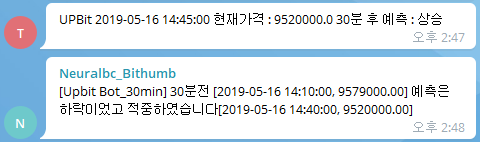 T
UPBit 2019-05-16 14:45:00 현재가격 : 9520000.0 30분 후 예측 : 상승
오후 2:47
Neuralbc_Bithumb
[Upbit Bot_30min] 30분전 [2019-05-16 14:10:00, 9579000.00] 예측은
하락이었고 적중하였습니다[2019-05-16 14:40:00, 9520000.00]
N
오후 2:48